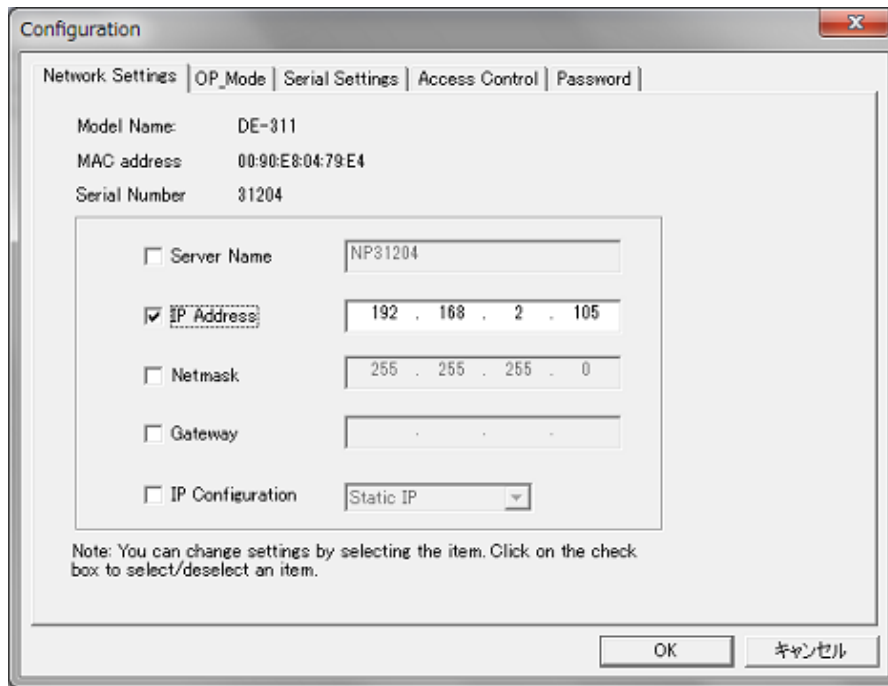 Configuration
Network Settings OP_Mode Serial Settings Access Control Password
Model Name: DE-311
MAC address 00:90:E8:04:79:E4
Serial Number 31204
Server Name NP31204
IP Address 192 . 168 . 2 . 105
Netmask 255 . 255 . 255 . 0
Gateway . . .
IP Configuration Static IP
Note: You can change settings by selecting the item. Click on the check
box to select/deselect an item.
OK キャンセル